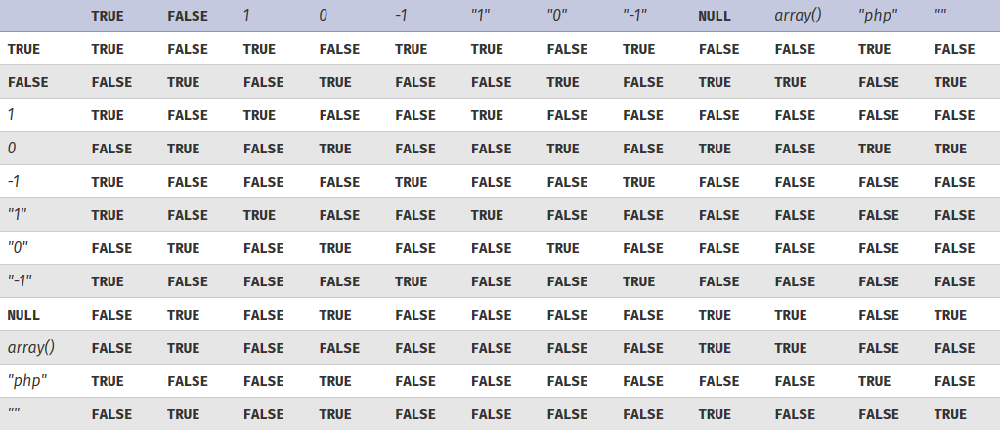 TRUE FALSE 1 0 -1 "1" "0" "-1" NULL array() "php" ""
TRUE TRUE FALSE TRUE FALSE TRUE TRUE FALSE TRUE FALSE FALSE TRUE FALSE
FALSE FALSE TRUE FALSE TRUE FALSE FALSE TRUE FALSE TRUE TRUE FALSE TRUE
1 TRUE FALSE TRUE FALSE FALSE TRUE FALSE FALSE FALSE FALSE FALSE FALSE
0 FALSE TRUE FALSE TRUE FALSE FALSE TRUE FALSE TRUE FALSE TRUE TRUE
-1 TRUE FALSE FALSE FALSE TRUE FALSE FALSE TRUE FALSE FALSE FALSE FALSE
"1" TRUE FALSE TRUE FALSE FALSE TRUE FALSE FALSE FALSE FALSE FALSE FALSE
"0" FALSE TRUE FALSE TRUE FALSE FALSE TRUE FALSE FALSE FALSE FALSE FALSE
"-1" TRUE FALSE FALSE FALSE TRUE FALSE FALSE TRUE FALSE FALSE FALSE FALSE
NULL FALSE TRUE FALSE TRUE FALSE FALSE FALSE FALSE TRUE TRUE FALSE TRUE
array() FALSE TRUE FALSE FALSE FALSE FALSE FALSE FALSE TRUE TRUE FALSE FALSE
"php" TRUE FALSE FALSE TRUE FALSE FALSE FALSE FALSE FALSE FALSE TRUE FALSE
"" FALSE TRUE FALSE TRUE FALSE FALSE FALSE FALSE TRUE FALSE FALSE TRUE